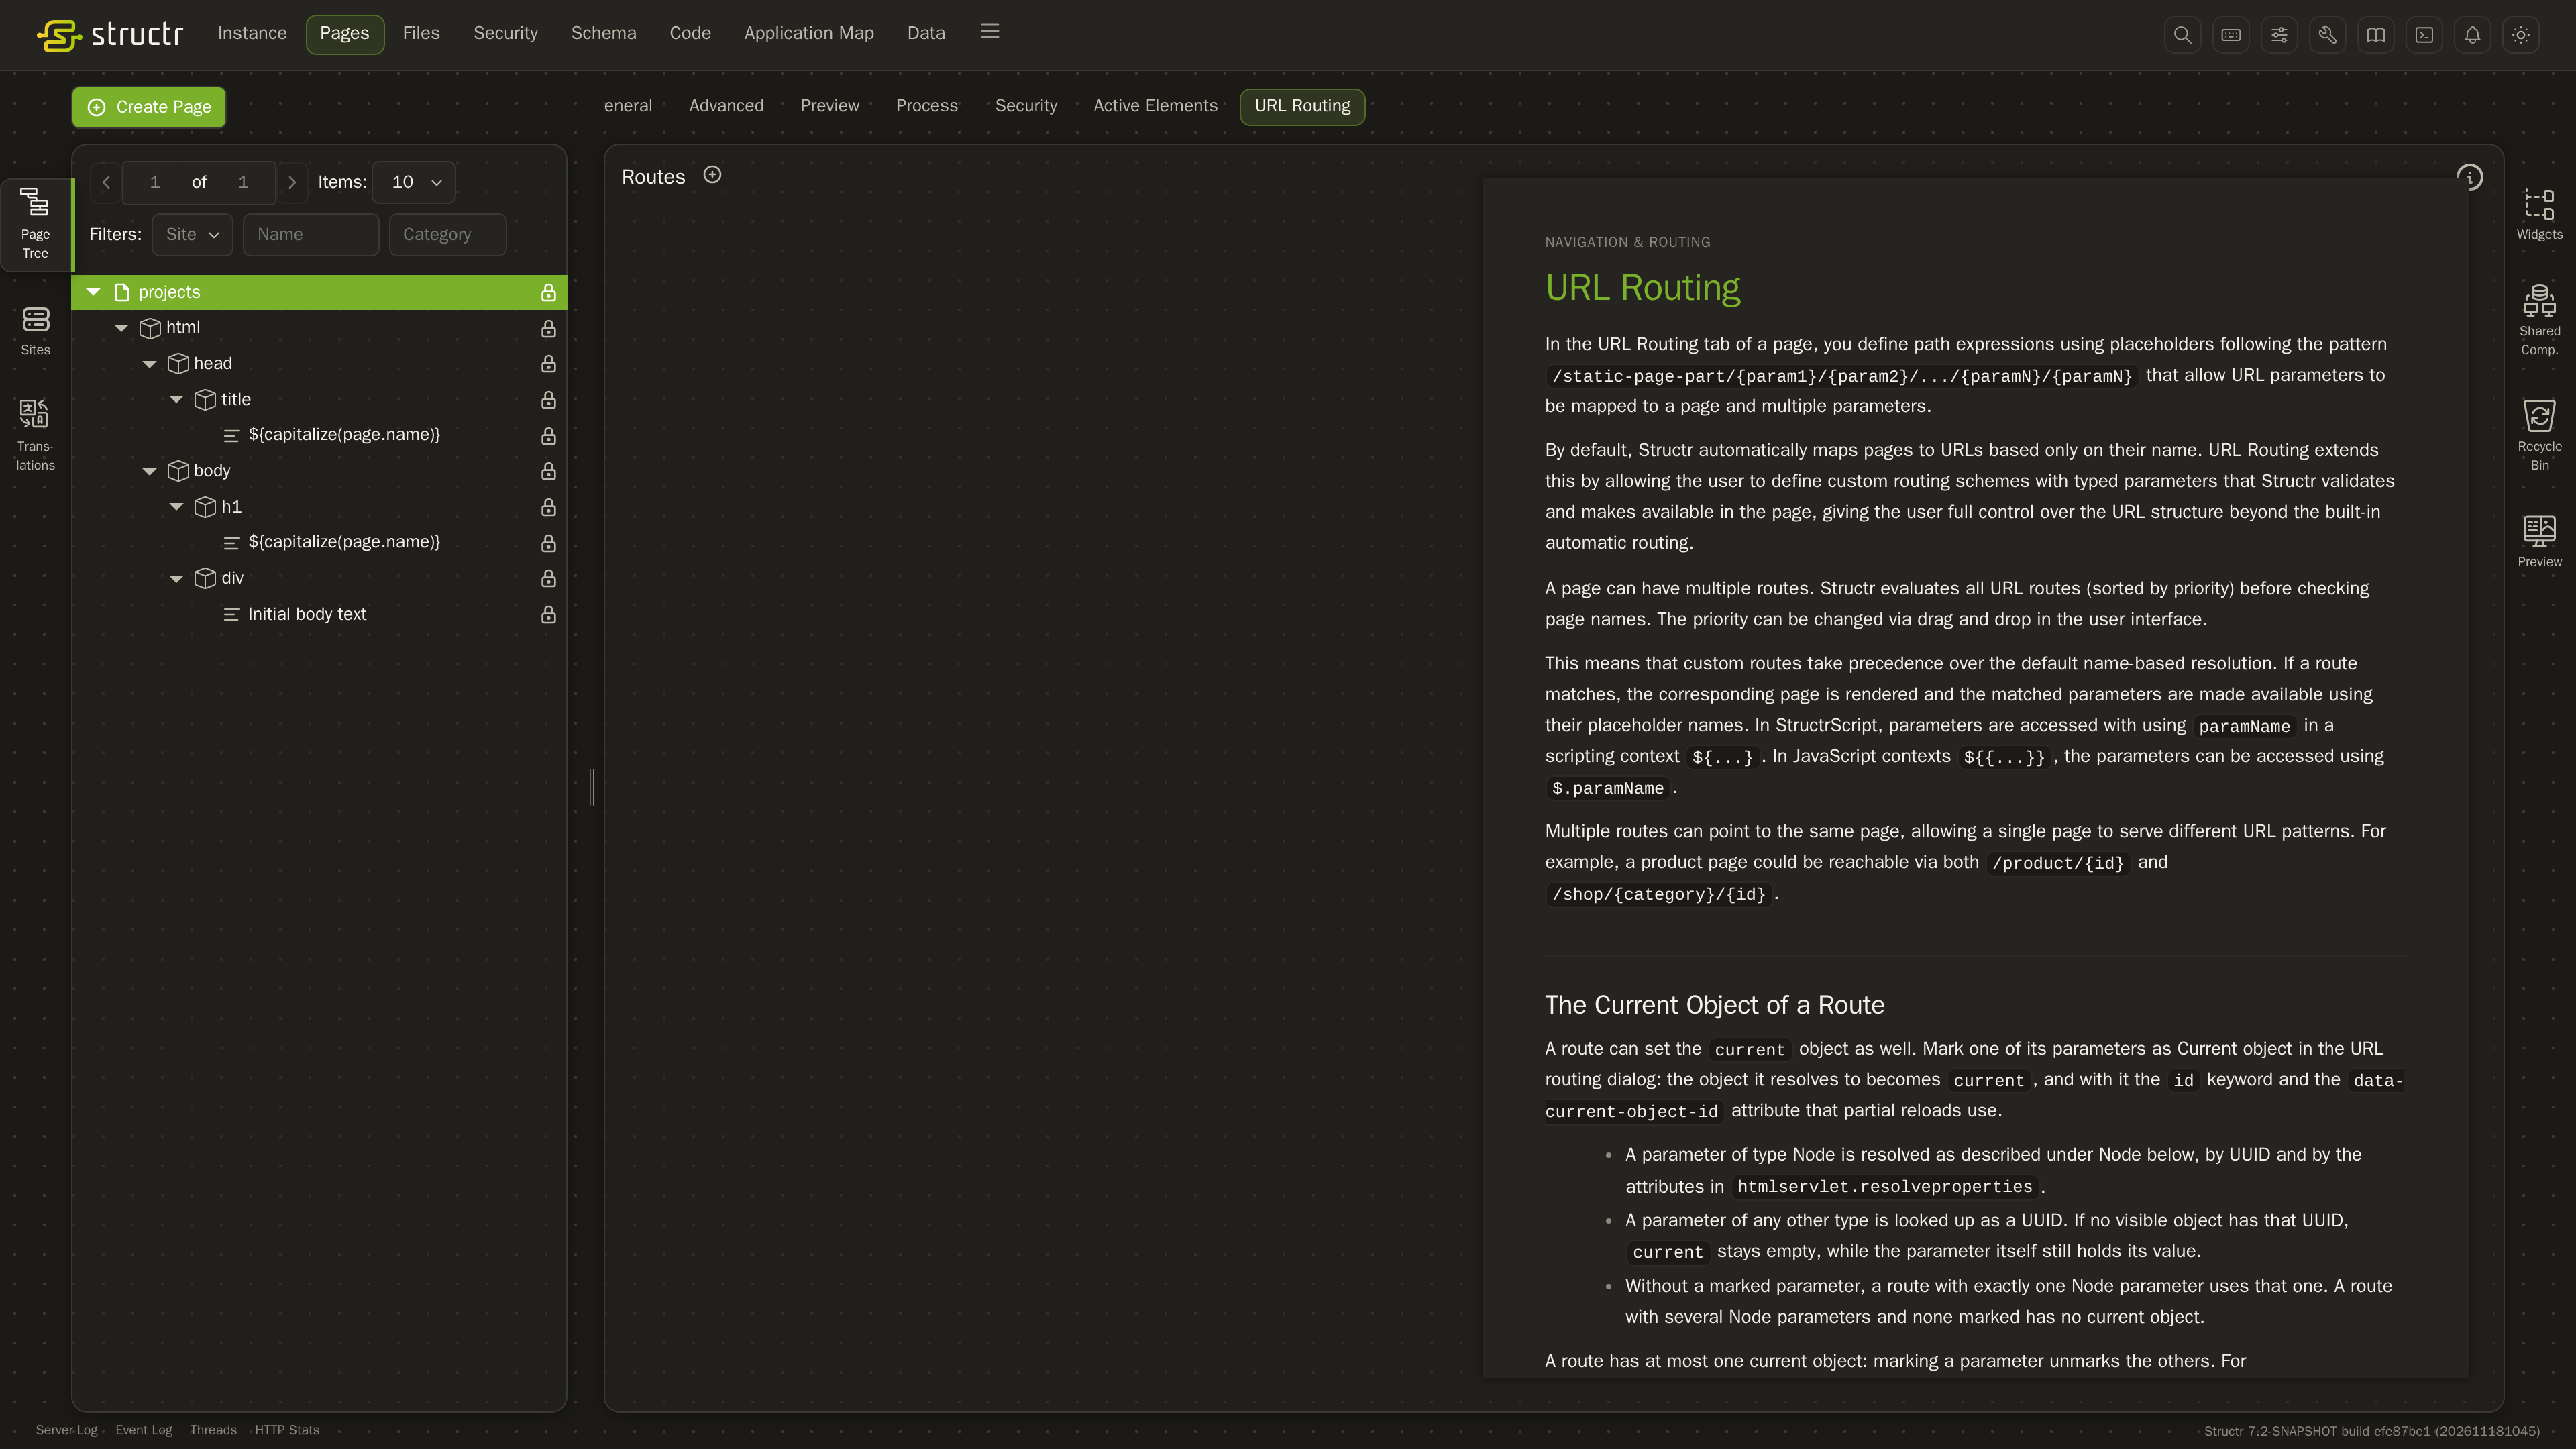 structr
Instance
Pages
Files
Security
Schema
Code
Application Map
Data
Create Page
eneral
Advanced
Preview
Process
Security
Active Elements
URL Routing
Page
Tree
Sites
Trans-
lations
1 of 1
Items: 10
Filters: Site Name Category
projects
html
head
title
${capitalize(page.name)}
body
h1
${capitalize(page.name)}
div
Initial body text
Routes
NAVIGATION & ROUTING
URL Routing
In the URL Routing tab of a page, you define path expressions using placeholders following the pattern
/static-page-part/{param1}/{param2}/.../{paramN}/{paramN} that allow URL parameters to
be mapped to a page and multiple parameters.
By default, Structr automatically maps pages to URLs based only on their name. URL Routing extends
this by allowing the user to define custom routing schemes with typed parameters that Structr validates
and makes available in the page, giving the user full control over the URL structure beyond the built-in
automatic routing.
A page can have multiple routes. Structr evaluates all URL routes (sorted by priority) before checking
page names. The priority can be changed via drag and drop in the user interface.
This means that custom routes take precedence over the default name-based resolution. If a route
matches, the corresponding page is rendered and the matched parameters are made available using
their placeholder names. In StructrScript, parameters are accessed with using paramName in a
scripting context ${...}. In JavaScript contexts ${{...}}, the parameters can be accessed using
$.paramName.
Multiple routes can point to the same page, allowing a single page to serve different URL patterns. For
example, a product page could be reachable via both /product/{id} and
/shop/{category}/{id}.
The Current Object of a Route
A route can set the current object as well. Mark one of its parameters as Current object in the URL
routing dialog: the object it resolves to becomes current, and with it the id keyword and the data-
current-object-id attribute that partial reloads use.
• A parameter of type Node is resolved as described under Node below, by UUID and by the
attributes in htmlservlet.resolveproperties.
• A parameter of any other type is looked up as a UUID. If no visible object has that UUID,
current stays empty, while the parameter itself still holds its value.
• Without a marked parameter, a route with exactly one Node parameter uses that one. A route
with several Node parameters and none marked has no current object.
A route has at most one current object: marking a parameter unmarks the others. For
Widgets
Shared
Comp.
Recycle
Bin
Preview
Server Log
Event Log
Threads
HTTP Stats
Structr 7.2-SNAPSHOT build efe87be1 (202611181045)